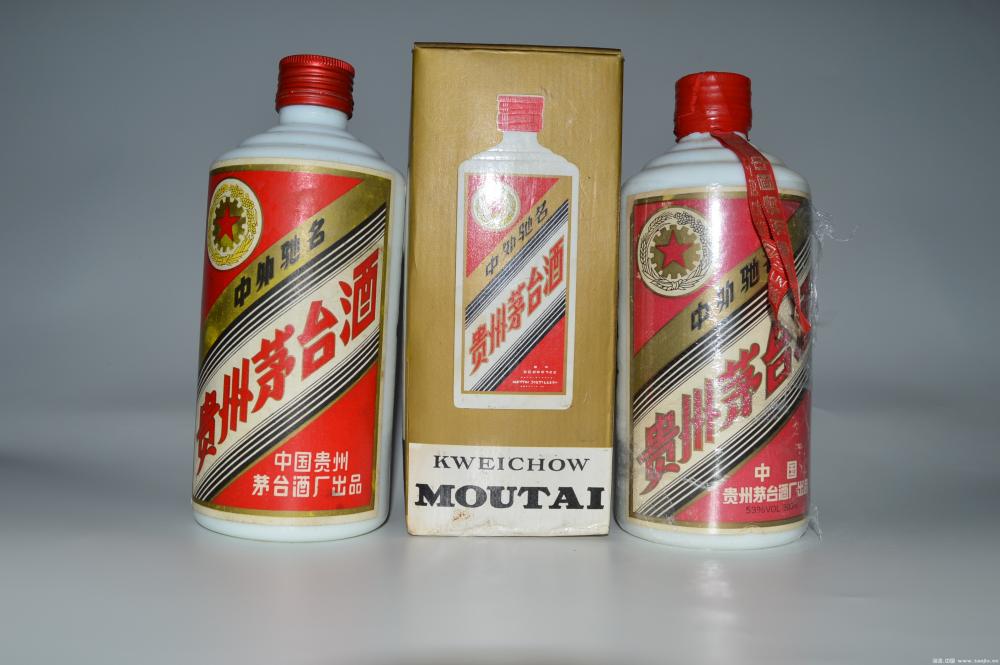 中外驰名
贵州茅台酒
中国贵州
茅台酒厂出品
中外驰名
贵州茅台酒
KWEICHOW
MOUTAI
中外驰名
贵州茅台
中国
贵州茅台酒厂出品
53%VOL